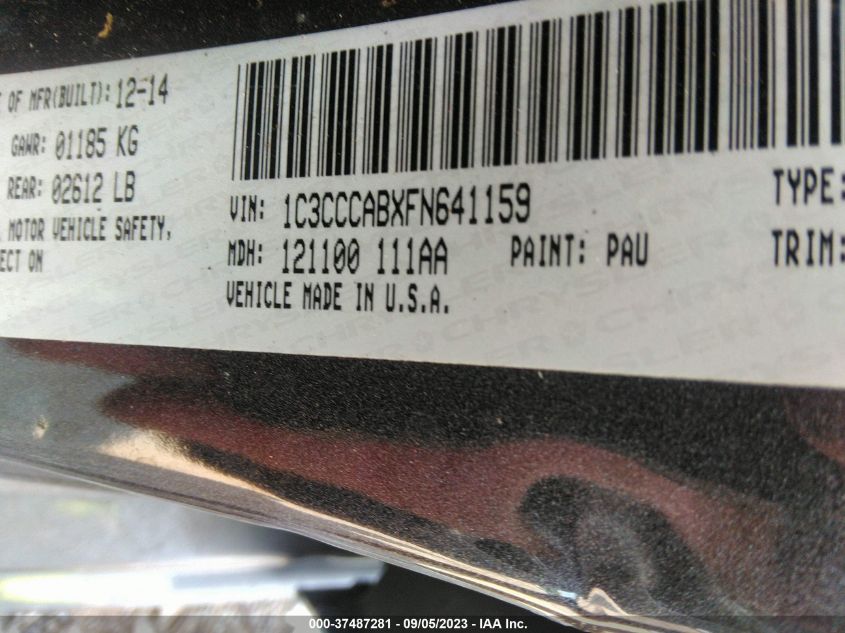 E OF MFR(BUILT): 12-14
GAWR: 01185 KG
REAR: 02612 LB
MOTOR VEHICLE SAFETY,
ECT ON
VIN: 1C3CCCABXFN641159
TYPE:
MDH: 121100 111AA PAINT: PAU
TRIM:
VEHICLE MADE IN U.S.A.
CHRYSLER
000-37487281 - 09/05/2023 - IAA Inc.